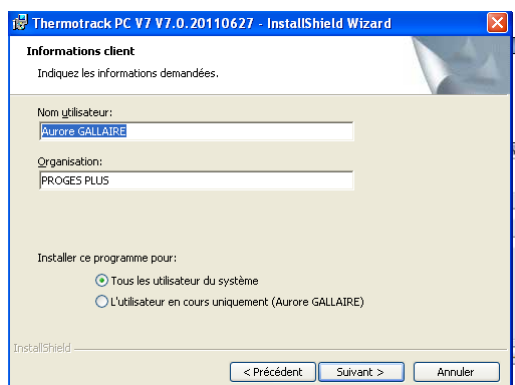 Thermotrack PC V7 V7.0.20110627 - InstallShield Wizard
Informations client
Indiquez les informations demandées.
Nom utilisateur:
Aurore GALLAIRE
Organisation:
PROGES PLUS
Installer ce programme pour:
Tous les utilisateur du système
L'utilisateur en cours uniquement (Aurore GALLAIRE)
InstallShield
< Précédent Suivant > Annuler